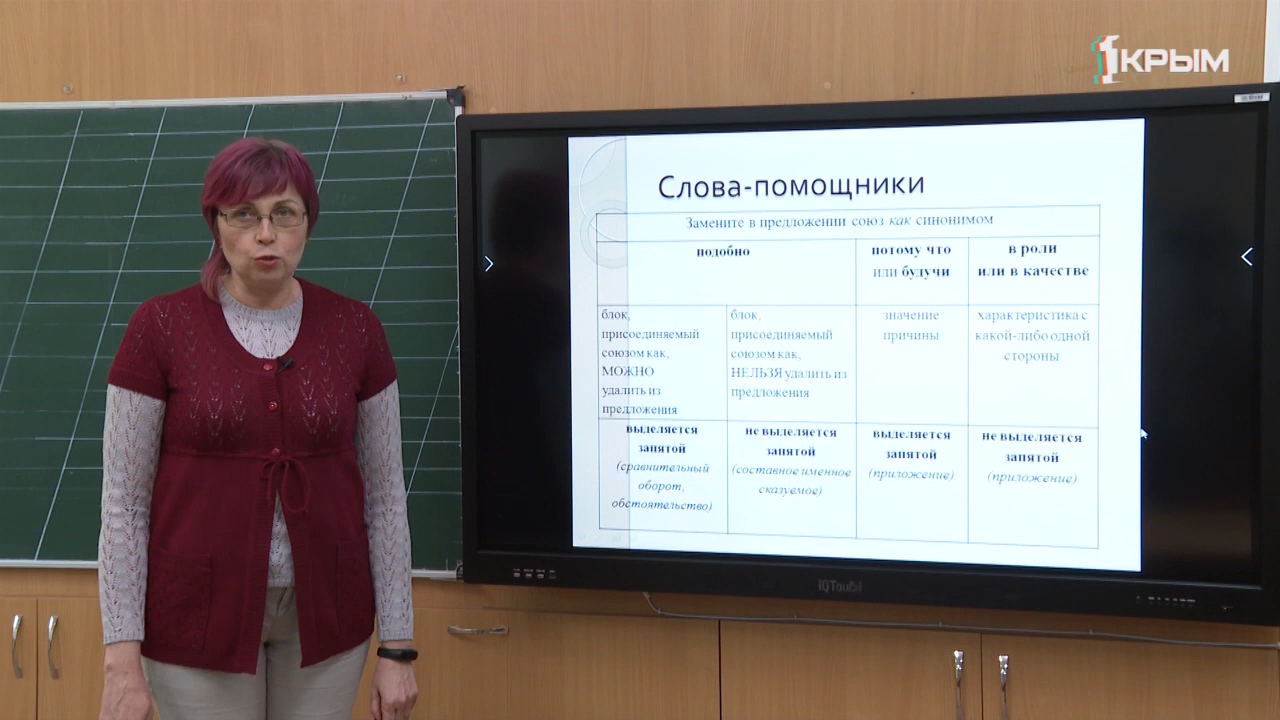 1КРЫМ
Слова-помощники
Замените в предложении союз как синонимом
подобно
потому что
или будучи
в роли
или в качестве
блок,
присоединяемый
союзом как,
МОЖНО
удалить из
предложения
блок,
присоединяемый
союзом как,
НЕЛЬЗЯ удалить из
предложения
значение
причины
характеристика с
какой-либо одной
стороны
выделяется
запятой
(сравнительный
оборот,
обстоятельство)
не выделяется
запятой
(составное именное
сказуемое)
выделяется
запятой
(приложение)
не выделяется
запятой
(приложение)
IQTouch